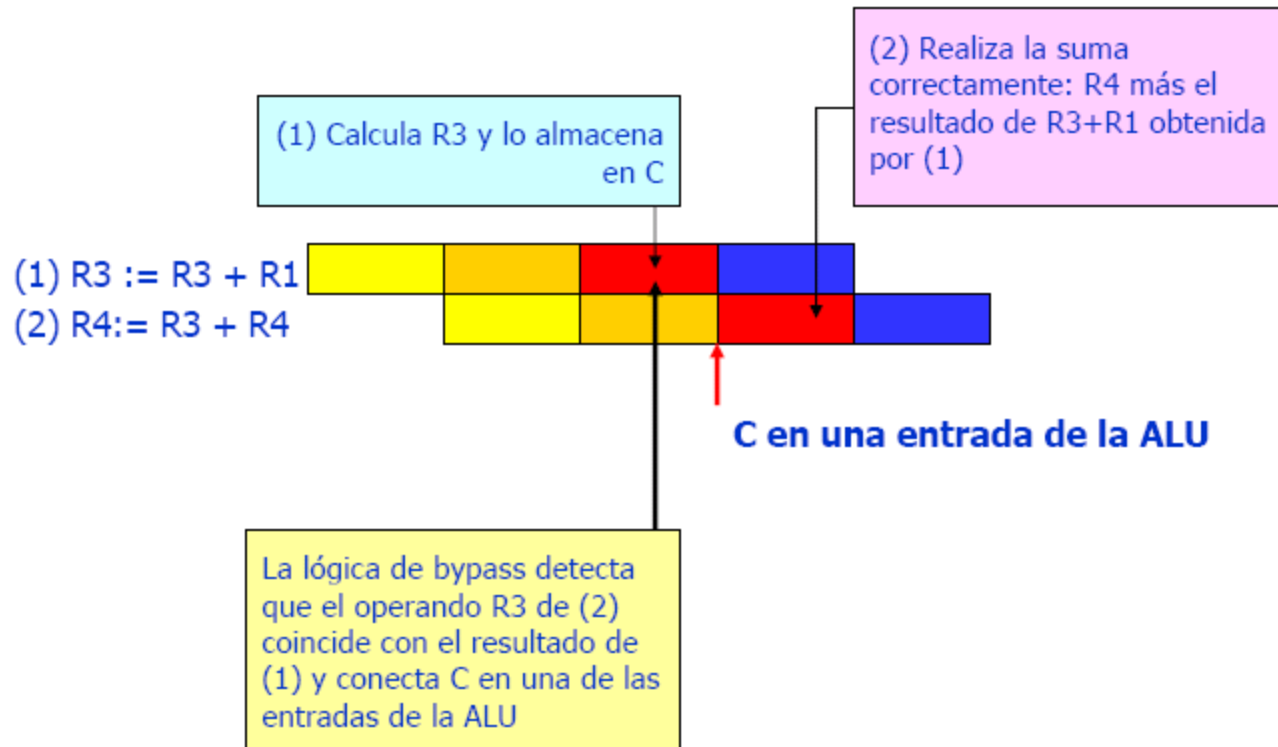 (2) Realiza la suma
correctamente: R4 más el
resultado de R3+R1 obtenida
por (1)
(1) Calcula R3 y lo almacena
en C
(1) R3 := R3 + R1
(2) R4:= R3 + R4
C en una entrada de la ALU
La lógica de bypass detecta
que el operando R3 de (2)
coincide con el resultado de
(1) y conecta C en una de las
entradas de la ALU